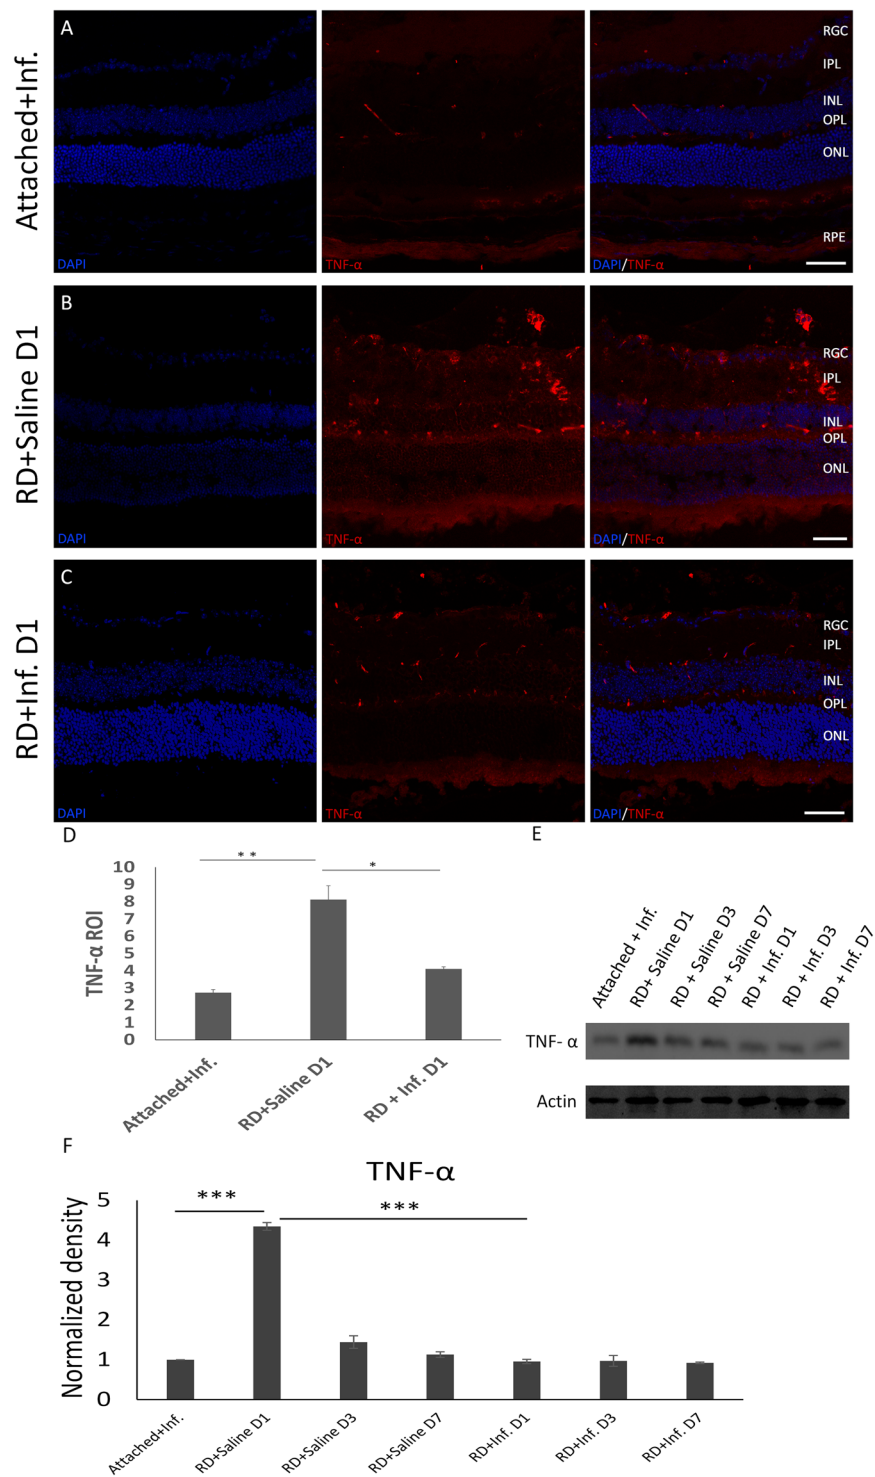 Attached+Inf.
A
DAPI
TNF-α
DAPI/TNF-α
RGC
IPL
INL
OPL
ONL
RPE
RD+Saline D1
B
DAPI
TNF-α
DAPI/TNF-α
RGC
IPL
INL
OPL
ONL
RD+Inf. D1
C
DAPI
TNF-α
DAPI/TNF-α
RGC
IPL
INL
OPL
ONL
D
* *
*
TNF-α ROI
10
9
8
7
6
5
4
3
2
1
0
Attached+Inf.
RD+Saline D1
RD + Inf. D1
E
Attached + Inf.
RD+ Saline D1
RD + Saline D3
RD + Saline D7
RD + Inf. D1
RD + Inf. D3
RD + Inf. D7
TNF- α
Actin
F
TNF-α
***
***
Normalized density
5
4
3
2
1
0
Attached+Inf.
RD+Saline D1
RD+Saline D3
RD+Saline D7
RD+Inf. D1
RD+Inf. D3
RD+Inf. D7